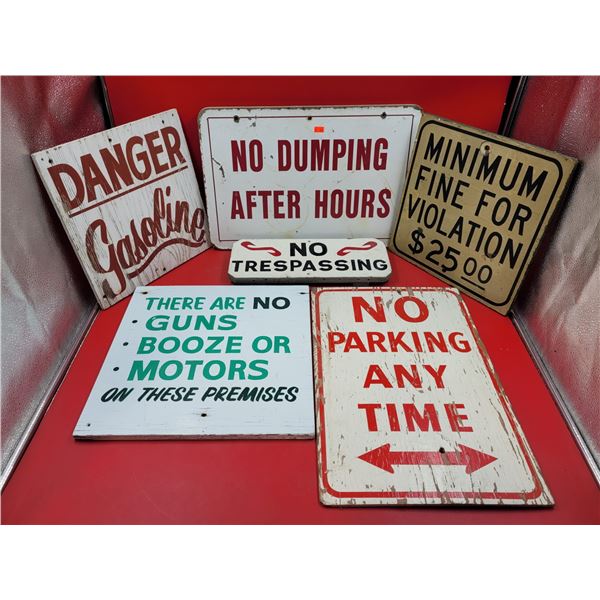 DANGER
Gasoline
NO DUMPING
AFTER HOURS
MINIMUM
FINE FOR
VIOLATION
$25.00
NO
TRESPASSING
THERE ARE NO
• GUNS
• BOOZE OR
• MOTORS
ON THESE PREMISES
NO
PARKING
ANY
TIME